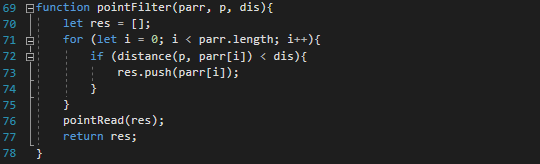 69 function pointFilter(parr, p, dis){
70 let res = [];
71 for (let i = 0; i < parr.length; i++){
72 if (distance(p, parr[i]) < dis){
73 res.push(parr[i]);
74 }
75 }
76 pointRead(res);
77 return res;
78 }